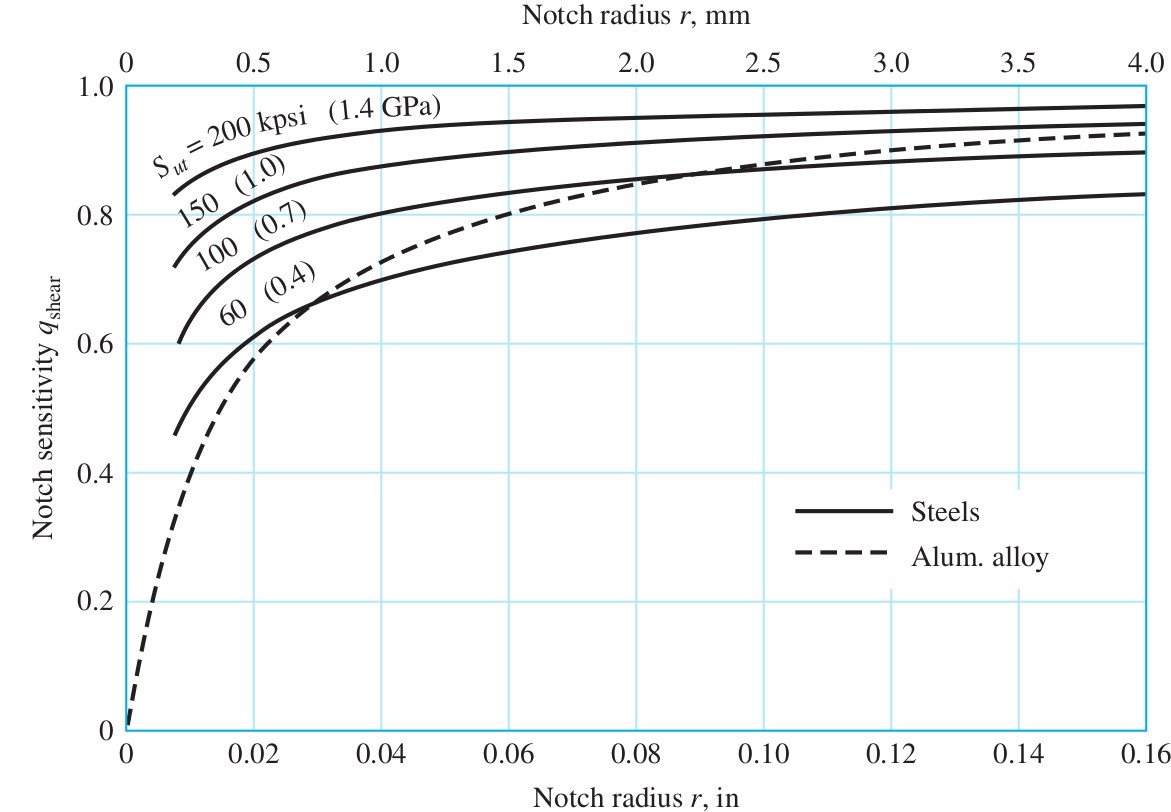 Notch radius r, mm
0 0.5 1.0 1.5 2.0 2.5 3.0 3.5 4.0
1.0
S_ut = 200 kpsi (1.4 GPa)
150 (1.0)
0.8
100 (0.7)
60 (0.4)
0.6
Notch sensitivity q_shear
0.4
Steels
Alum. alloy
0.2
0
0 0.02 0.04 0.06 0.08 0.10 0.12 0.14 0.16
Notch radius r, in